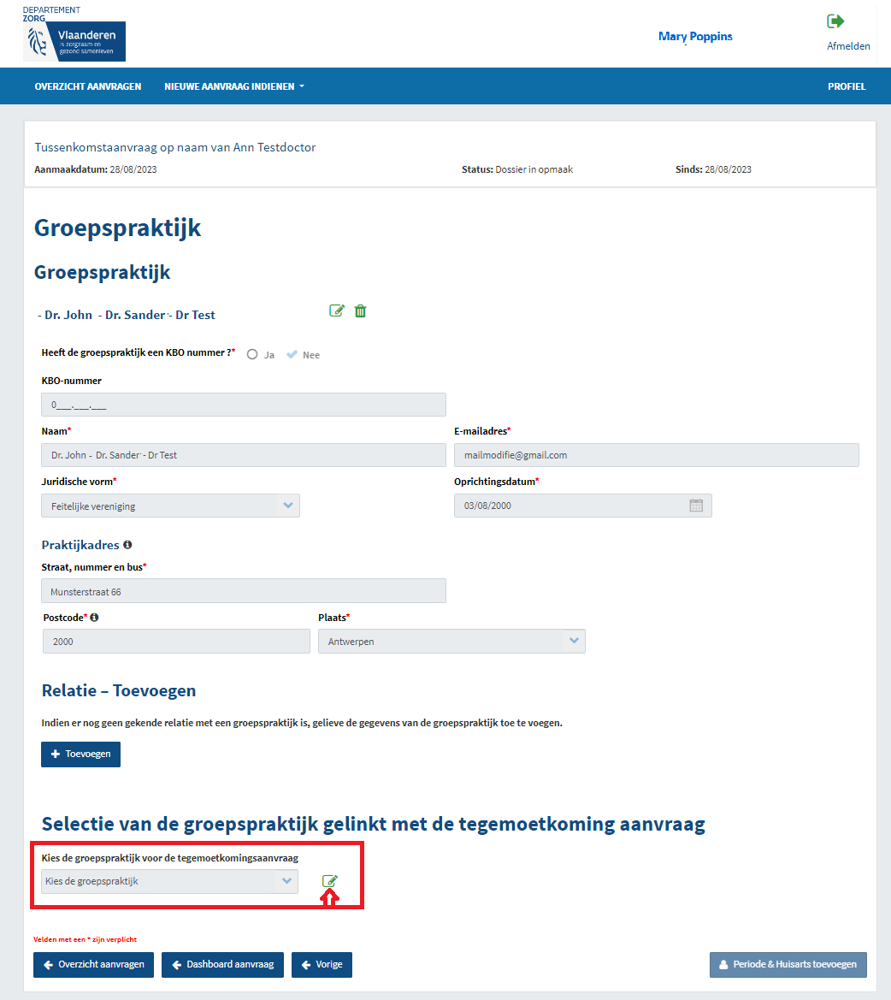 DEPARTEMENT
ZORG
Vlaanderen
is zorgzaam en
gezond samenleven
Mary Poppins
Afmelden
OVERZICHT AANVRAGEN NIEUWE AANVRAAG INDIENEN PROFIEL
Tussenkomstaanvraag op naam van Ann Testdoctor
Aanmaakdatum: 28/08/2023 Status: Dossier in opmaak Sinds: 28/08/2023
Groepspraktijk
Groepspraktijk
- Dr. John - Dr. Sander - Dr Test
Heeft de groepspraktijk een KBO nummer ?* Ja Nee
KBO-nummer
0___.___.___
Naam* E-mailadres*
Dr. John - Dr. Sander - Dr Test mailmodifie@gmail.com
Juridische vorm* Oprichtingsdatum*
Feitelijke vereniging 03/08/2000
Praktijkadres
Straat, nummer en bus*
Munsterstraat 66
Postcode* Plaats*
2000 Antwerpen
Relatie – Toevoegen
Indien er nog geen gekende relatie met een groepspraktijk is, gelieve de gegevens van de groepspraktijk toe te voegen.
+ Toevoegen
Selectie van de groepspraktijk gelinkt met de tegemoetkoming aanvraag
Kies de groepspraktijk voor de tegemoetkomingsaanvraag
Kies de groepspraktijk
Velden met een * zijn verplicht
Overzicht aanvragen Dashboard aanvraag Vorige Periode & Huisarts toevoegen